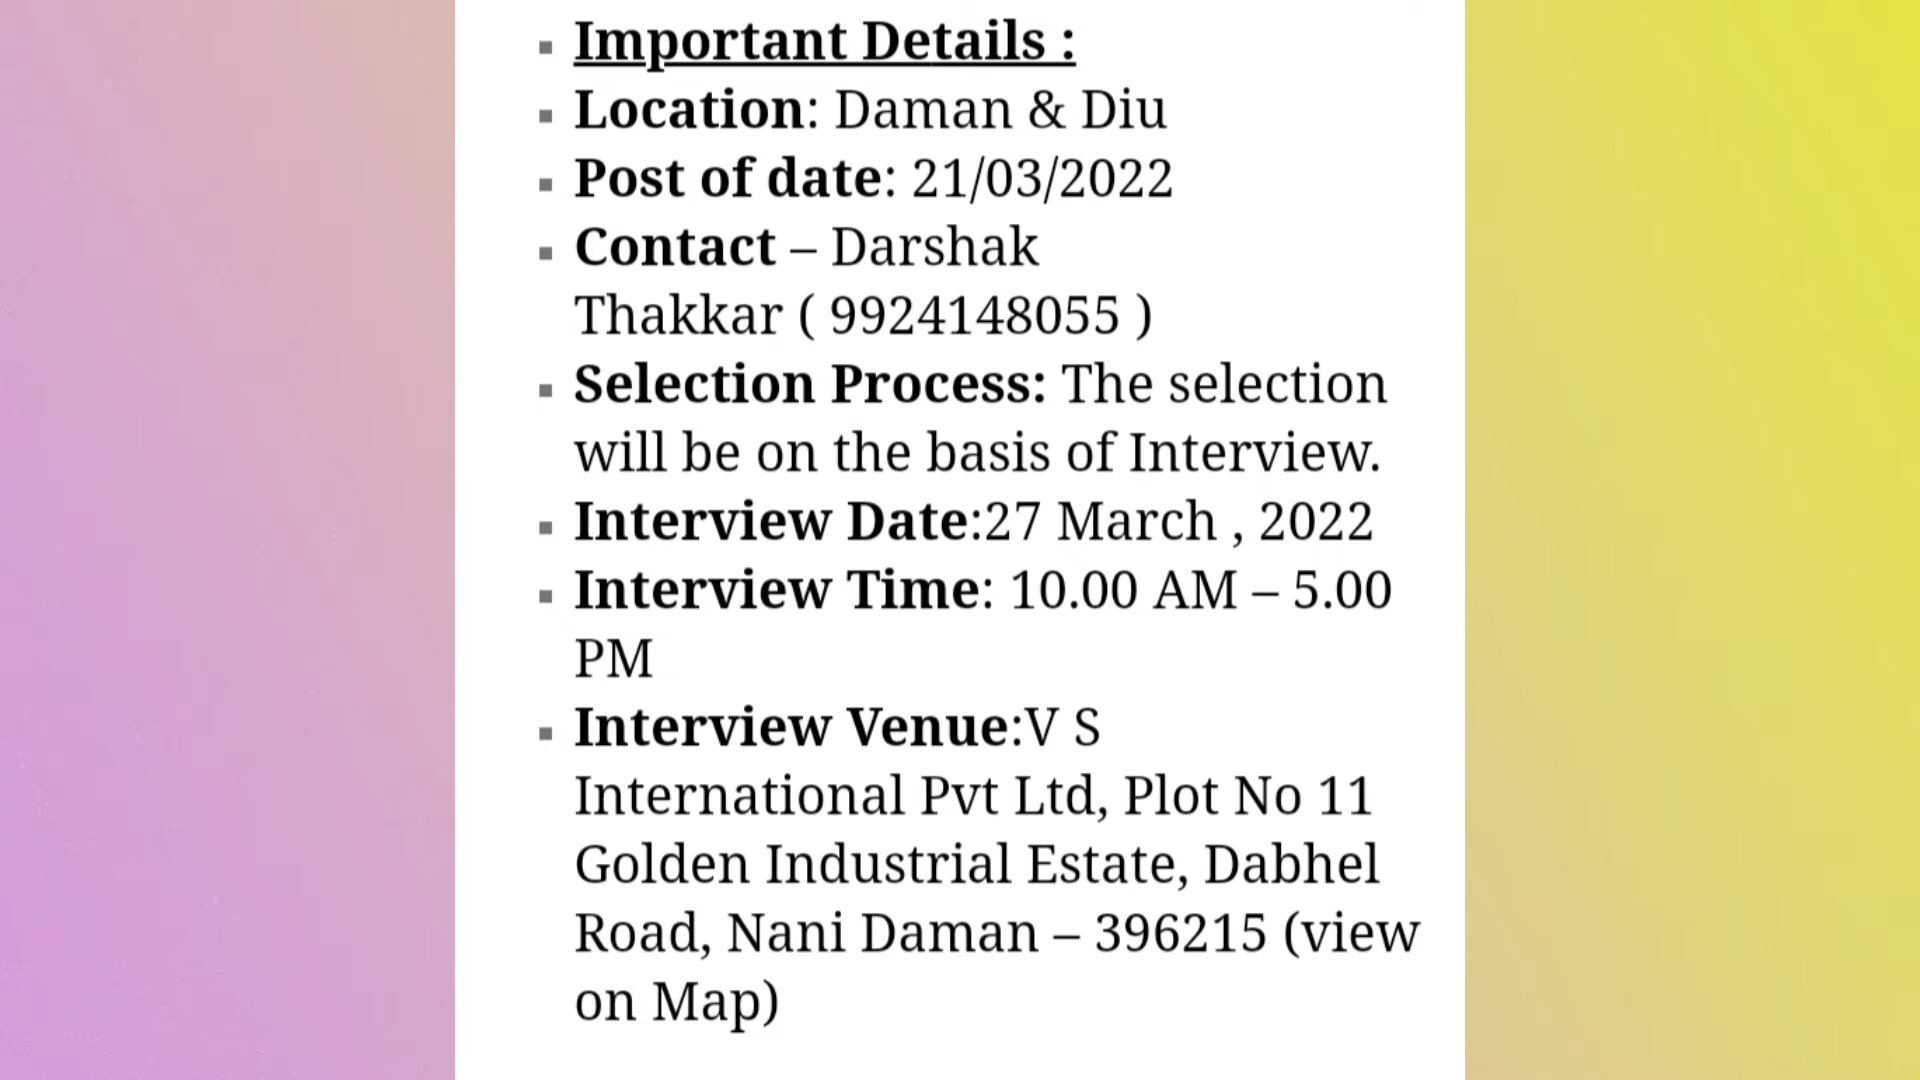 Important Details :
Location: Daman & Diu
Post of date: 21/03/2022
Contact – Darshak
Thakkar ( 9924148055 )
Selection Process: The selection
will be on the basis of Interview.
Interview Date:27 March , 2022
Interview Time: 10.00 AM – 5.00
PM
Interview Venue:V S
International Pvt Ltd, Plot No 11
Golden Industrial Estate, Dabhel
Road, Nani Daman – 396215 (view
on Map)